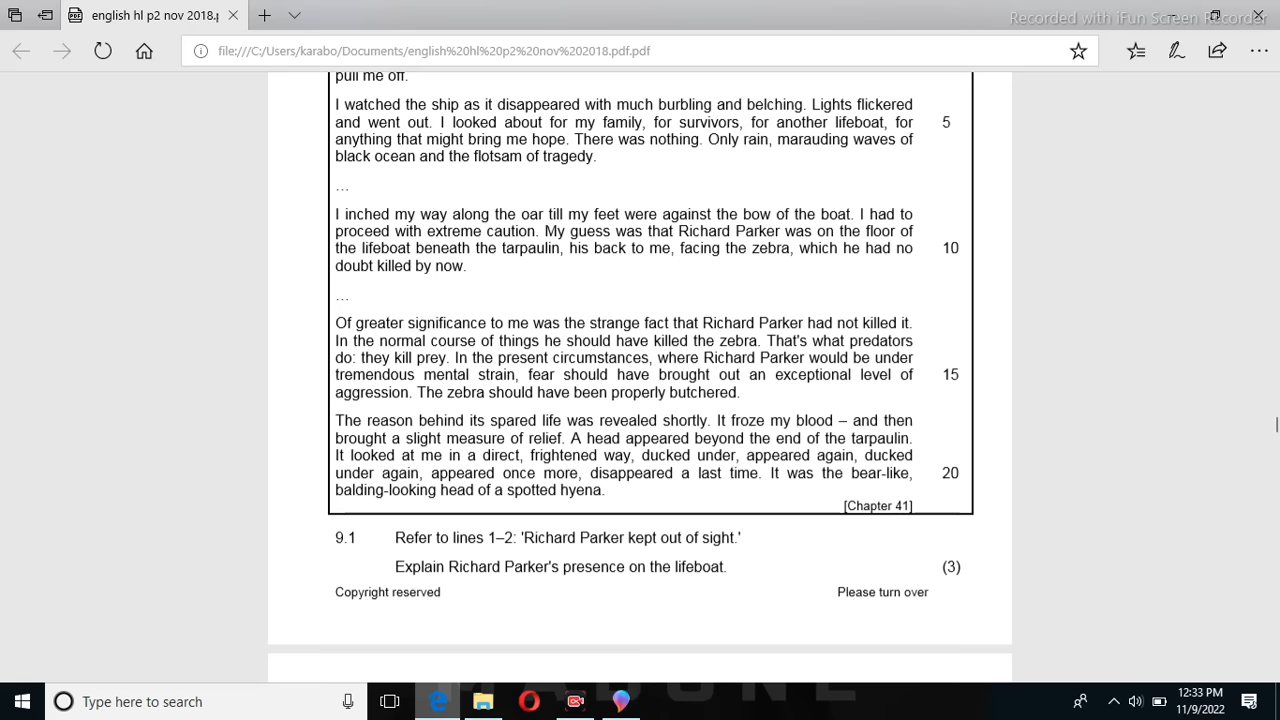 english hl p2 nov 2018.p
Recorded with iFun Screen Recorder
file:///C:/Users/karabo/Documents/english%20hl%20p2%20nov%202018.pdf.pdf
pull me off.
I watched the ship as it disappeared with much burbling and belching. Lights flickered
and went out. I looked about for my family, for survivors, for another lifeboat, for 5
anything that might bring me hope. There was nothing. Only rain, marauding waves of
black ocean and the flotsam of tragedy.
...
I inched my way along the oar till my feet were against the bow of the boat. I had to
proceed with extreme caution. My guess was that Richard Parker was on the floor of
the lifeboat beneath the tarpaulin, his back to me, facing the zebra, which he had no 10
doubt killed by now.
...
Of greater significance to me was the strange fact that Richard Parker had not killed it.
In the normal course of things he should have killed the zebra. That's what predators
do: they kill prey. In the present circumstances, where Richard Parker would be under
tremendous mental strain, fear should have brought out an exceptional level of 15
aggression. The zebra should have been properly butchered.
The reason behind its spared life was revealed shortly. It froze my blood – and then
brought a slight measure of relief. A head appeared beyond the end of the tarpaulin.
It looked at me in a direct, frightened way, ducked under, appeared again, ducked
under again, appeared once more, disappeared a last time. It was the bear-like, 20
balding-looking head of a spotted hyena.
[Chapter 41]
9.1 Refer to lines 1–2: 'Richard Parker kept out of sight.'
Explain Richard Parker's presence on the lifeboat. (3)
Copyright reserved Please turn over
Type here to search
12:33 PM
11/9/2022